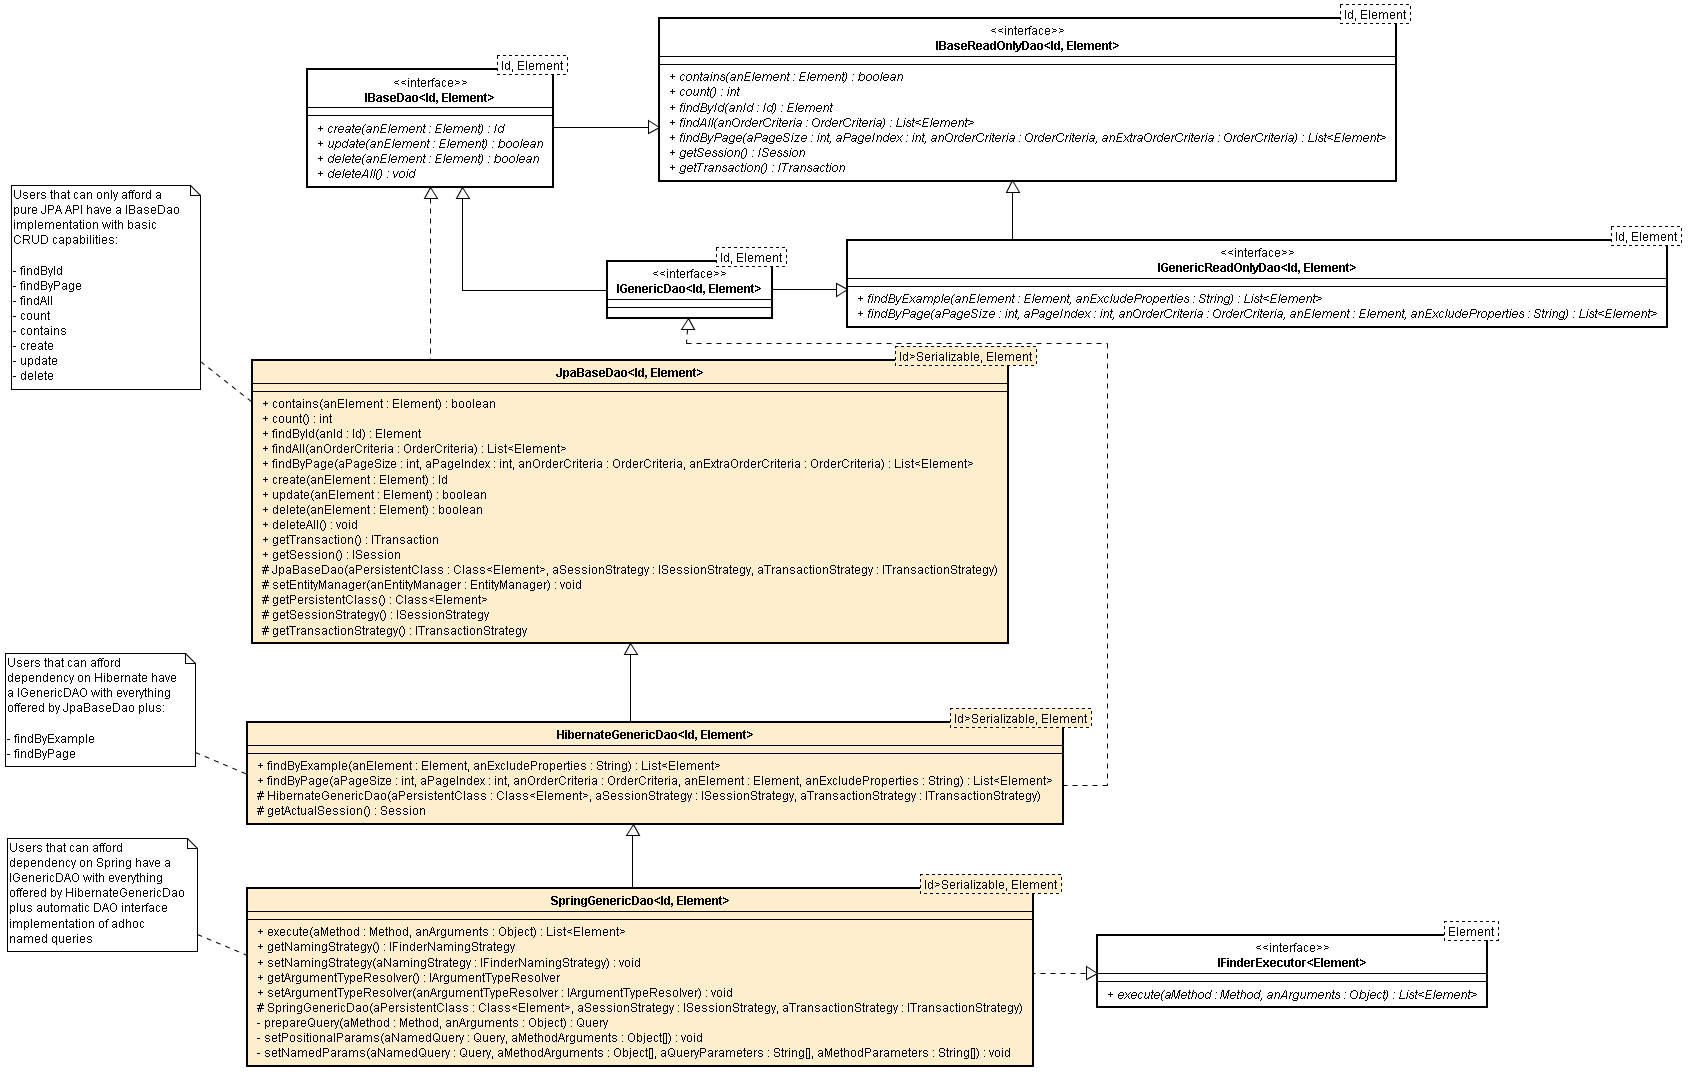 Id, Element
<<interface>>
IBaseReadOnlyDao<Id, Element>
+ contains(anElement : Element) : boolean
+ count() : int
+ findById(anId : Id) : Element
+ findAll(anOrderCriteria : OrderCriteria) : List<Element>
+ findByPage(aPageSize : int, aPageIndex : int, anOrderCriteria : OrderCriteria, anExtraOrderCriteria : OrderCriteria) : List<Element>
+ getSession() : ISession
+ getTransaction() : ITransaction
Id, Element
<<interface>>
IBaseDao<Id, Element>
+ create(anElement : Element) : Id
+ update(anElement : Element) : boolean
+ delete(anElement : Element) : boolean
+ deleteAll() : void
Users that can only afford a
pure JPA API have a IBaseDao
implementation with basic
CRUD capabilities:
- findById
- findByPage
- findAll
- count
- contains
- create
- update
- delete
Id, Element
<<interface>>
IGenericDao<Id, Element>
Id, Element
<<interface>>
IGenericReadOnlyDao<Id, Element>
+ findByExample(anElement : Element, anExcludeProperties : String) : List<Element>
+ findByPage(aPageSize : int, aPageIndex : int, anOrderCriteria : OrderCriteria, anElement : Element, anExcludeProperties : String) : List<Element>
Id>Serializable, Element
JpaBaseDao<Id, Element>
+ contains(anElement : Element) : boolean
+ count() : int
+ findById(anId : Id) : Element
+ findAll(anOrderCriteria : OrderCriteria) : List<Element>
+ findByPage(aPageSize : int, aPageIndex : int, anOrderCriteria : OrderCriteria, anExtraOrderCriteria : OrderCriteria) : List<Element>
+ create(anElement : Element) : Id
+ update(anElement : Element) : boolean
+ delete(anElement : Element) : boolean
+ deleteAll() : void
+ getTransaction() : ITransaction
+ getSession() : ISession
# JpaBaseDao(aPersistentClass : Class<Element>, aSessionStrategy : ISessionStrategy, aTransactionStrategy : ITransactionStrategy)
# setEntityManager(anEntityManager : EntityManager) : void
# getPersistentClass() : Class<Element>
# getSessionStrategy() : ISessionStrategy
# getTransactionStrategy() : ITransactionStrategy
Users that can afford
dependency on Hibernate have
a IGenericDAO with everything
offered by JpaBaseDao plus:
- findByExample
- findByPage
Id>Serializable, Element
HibernateGenericDao<Id, Element>
+ findByExample(anElement : Element, anExcludeProperties : String) : List<Element>
+ findByPage(aPageSize : int, aPageIndex : int, anOrderCriteria : OrderCriteria, anElement : Element, anExcludeProperties : String) : List<Element>
# HibernateGenericDao(aPersistentClass : Class<Element>, aSessionStrategy : ISessionStrategy, aTransactionStrategy : ITransactionStrategy)
# getActualSession() : Session
Users that can afford
dependency on Spring have a
IGenericDAO with everything
offered by HibernateGenericDao
plus automatic DAO interface
implementation of adhoc
named queries
Id>Serializable, Element
SpringGenericDao<Id, Element>
+ execute(aMethod : Method, anArguments : Object) : List<Element>
+ getNamingStrategy() : IFinderNamingStrategy
+ setNamingStrategy(aNamingStrategy : IFinderNamingStrategy) : void
+ getArgumentTypeResolver() : IArgumentTypeResolver
+ setArgumentTypeResolver(anArgumentTypeResolver : IArgumentTypeResolver) : void
# SpringGenericDao(aPersistentClass : Class<Element>, aSessionStrategy : ISessionStrategy, aTransactionStrategy : ITransactionStrategy)
- prepareQuery(aMethod : Method, anArguments : Object) : Query
- setPositionalParams(aNamedQuery : Query, aMethodArguments : Object[]) : void
- setNamedParams(aNamedQuery : Query, aMethodArguments : Object[], aQueryParameters : String[], aMethodParameters : String[]) : void
Element
<<interface>>
IFinderExecutor<Element>
+ execute(aMethod : Method, anArguments : Object) : List<Element>